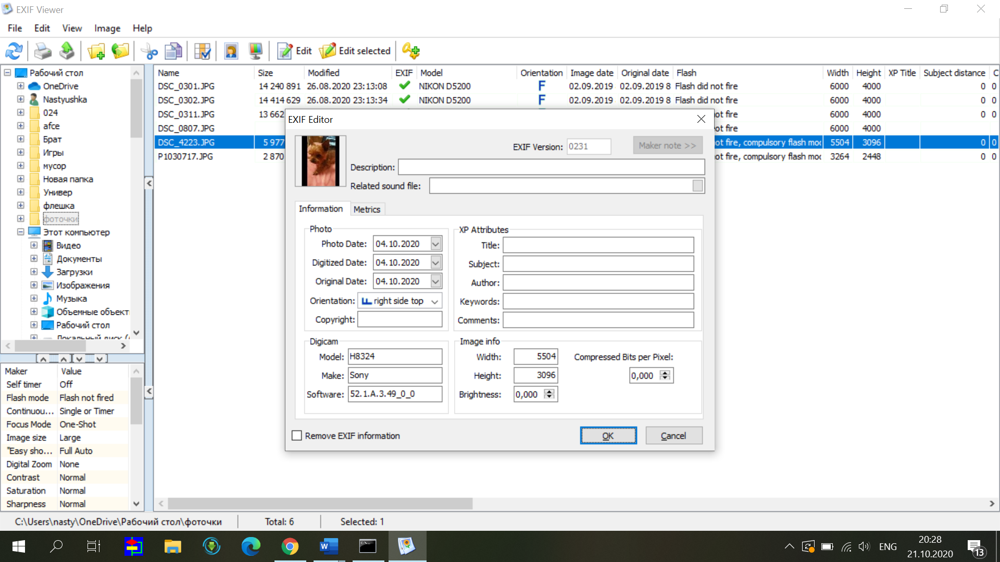 EXIF Viewer
File Edit View Image Help
Edit Edit selected
Рабочий стол
OneDrive
Nastyushka
024
afce
Брат
Игры
мусор
Новая папка
Универ
флешка
фоточки
Этот компьютер
Видео
Документы
Загрузки
Изображения
Музыка
Объемные объект
Рабочий стол
Локальный диск (
Maker Value
Self timer Off
Flash mode Flash not fired
Continuou... Single or Timer
Focus Mode One-Shot
Image size Large
"Easy sho... Full Auto
Digital Zoom None
Contrast Normal
Saturation Normal
Sharpness Normal
Name Size Modified EXIF Model Orientation Image date Original date Flash Width Height XP Title Subject distance C
DSC_0301.JPG 14 240 891 26.08.2020 23:13:08 NIKON D5200 F 02.09.2019 02.09.2019 8 Flash did not fire 6000 4000 0 0
DSC_0302.JPG 14 414 629 26.08.2020 23:13:34 NIKON D5200 F 02.09.2019 02.09.2019 8 Flash did not fire 6000 4000 0 0
DSC_0311.JPG 13 662 ot fire 6000 4000 0 0
DSC_0807.JPG ot fire 6000 4000
DSC_4223.JPG 5 977 ot fire, compulsory flash moc 5504 3096 0 0
P1030717.JPG 2 870 ot fire, compulsory flash moc 3264 2448 0 0
EXIF Editor
EXIF Version: 0231 Maker note >>
Description:
Related sound file:
Information Metrics
Photo
Photo Date: 04.10.2020
Digitized Date: 04.10.2020
Original Date: 04.10.2020
Orientation: right side top
Copyright:
XP Attributes
Title:
Subject:
Author:
Keywords:
Comments:
Digicam
Model: H8324
Make: Sony
Software: 52.1.A.3.49_0_0
Image info
Width: 5504 Compressed Bits per Pixel:
Height: 3096 0,000
Brightness: 0,000
Remove EXIF information OK Cancel
C:\Users\nasty\OneDrive\Рабочий стол\фоточки Total: 6 Selected: 1
ENG
20:28
21.10.2020
13